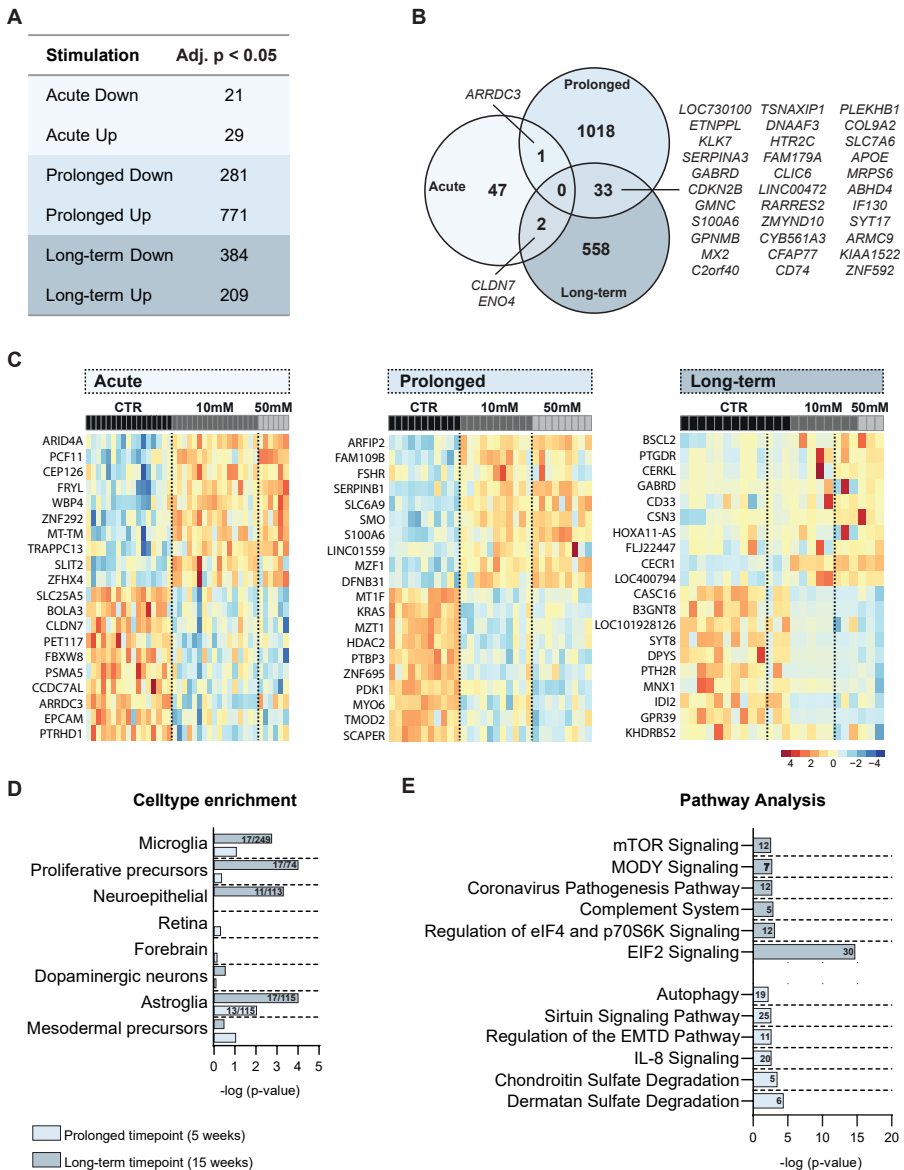 A
Stimulation Adj. p < 0.05
Acute Down 21
Acute Up 29
Prolonged Down 281
Prolonged Up 771
Long-term Down 384
Long-term Up 209
B
ARRDC3
Prolonged
1018
Acute
47
1
0
33
2
558
Long-term
CLDN7
ENO4
LOC730100 TSNAXIP1 PLEKHB1
ETNPPL DNAAF3 COL9A2
KLK7 HTR2C SLC7A6
SERPINA3 FAM179A APOE
GABRD CLIC6 MRPS6
CDKN2B LINC00472 ABHD4
GMNC RARRES2 IF130
S100A6 ZMYND10 SYT17
GPNMB CYB561A3 ARMC9
MX2 CFAP77 KIAA1522
C2orf40 CD74 ZNF592
C
Acute
CTR 10mM 50mM
ARID4A
PCF11
CEP126
FRYL
WBP4
ZNF292
MT-TM
TRAPPC13
SLIT2
ZFHX4
SLC25A5
BOLA3
CLDN7
PET117
FBXW8
PSMA5
CCDC7AL
ARRDC3
EPCAM
PTRHD1
Prolonged
CTR 10mM 50mM
ARFIP2
FAM109B
FSHR
SERPINB1
SLC6A9
SMO
S100A6
LINC01559
MZF1
DFNB31
MT1F
KRAS
MZT1
HDAC2
PTBP3
ZNF695
PDK1
MYO6
TMOD2
SCAPER
Long-term
CTR 10mM 50mM
BSCL2
PTGDR
CERKL
GABRD
CD33
CSN3
HOXA11-AS
FLJ22447
CECR1
LOC400794
CASC16
B3GNT8
LOC101928126
SYT8
DPYS
PTH2R
MNX1
IDI2
GPR39
KHDRBS2
4 2 0 −2 −4
D
Celltype enrichment
Microglia 17/249
Proliferative precursors 17/74
Neuroepithelial 11/113
Retina
Forebrain
Dopaminergic neurons
Astroglia 17/115
13/115
Mesodermal precursors
0 1 2 3 4 5
-log (p-value)
Prolonged timepoint (5 weeks)
Long-term timepoint (15 weeks)
E
Pathway Analysis
mTOR Signaling 12
MODY Signaling 7
Coronavirus Pathogenesis Pathway 12
Complement System 5
Regulation of eIF4 and p70S6K Signaling 12
EIF2 Signaling 30
Autophagy 19
Sirtuin Signaling Pathway 25
Regulation of the EMTD Pathway 11
IL-8 Signaling 20
Chondroitin Sulfate Degradation 5
Dermatan Sulfate Degradation 6
0 5 10 15 20
-log (p-value)